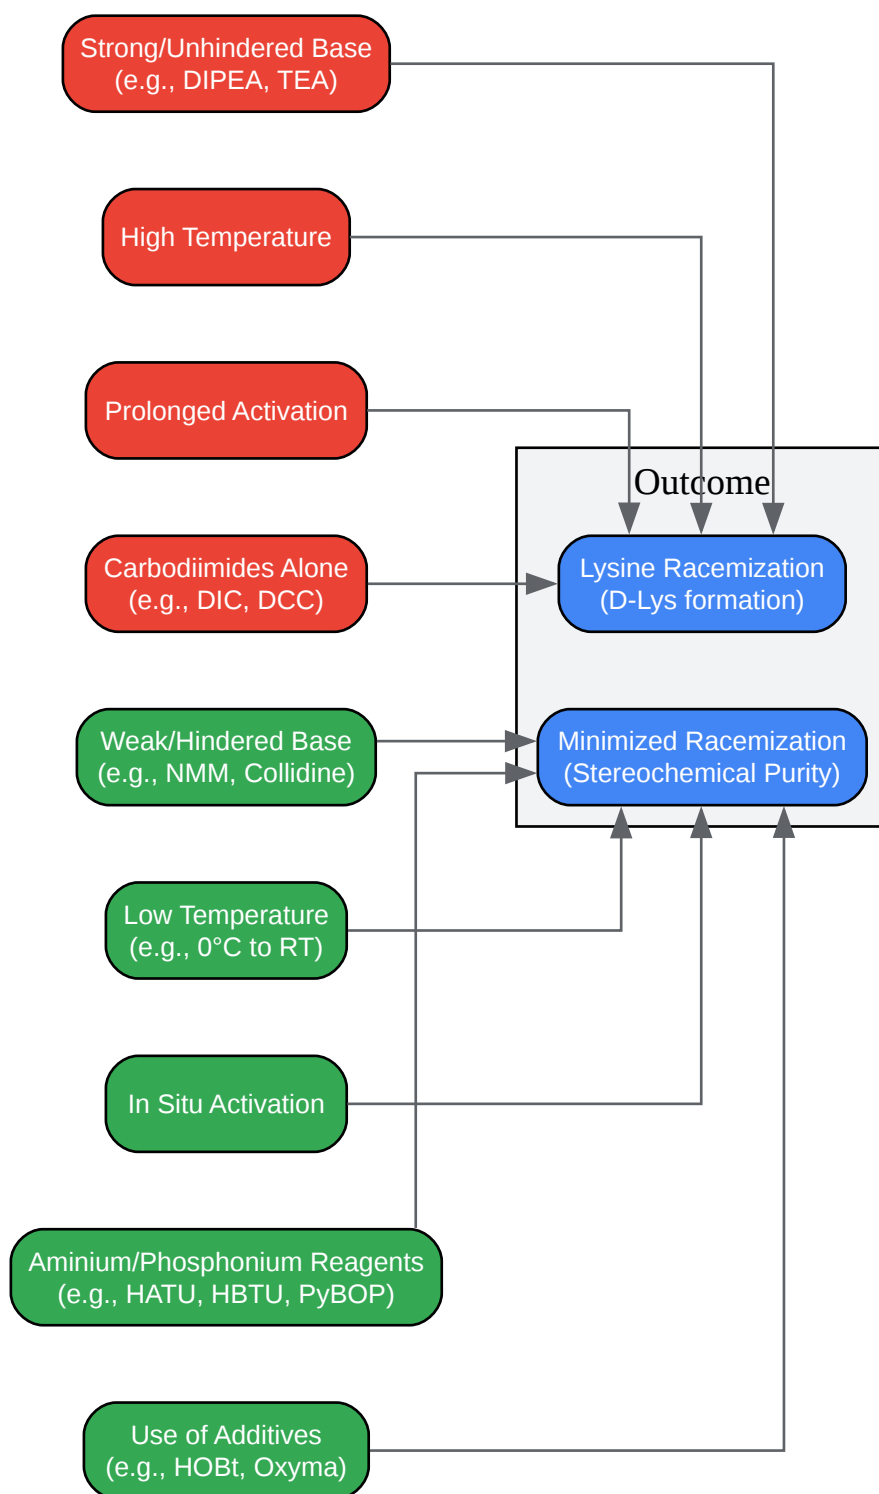 Strong/Unhindered Base
(e.g., DIPEA, TEA)
High Temperature
Prolonged Activation
Outcome
Carbodiimides Alone
(e.g., DIC, DCC)
Lysine Racemization
(D-Lys formation)
Weak/Hindered Base
(e.g., NMM, Collidine)
Minimized Racemization
(Stereochemical Purity)
Low Temperature
(e.g., 0°C to RT)
In Situ Activation
Aminium/Phosphonium Reagents
(e.g., HATU, HBTU, PyBOP)
Use of Additives
(e.g., HOBt, Oxyma)